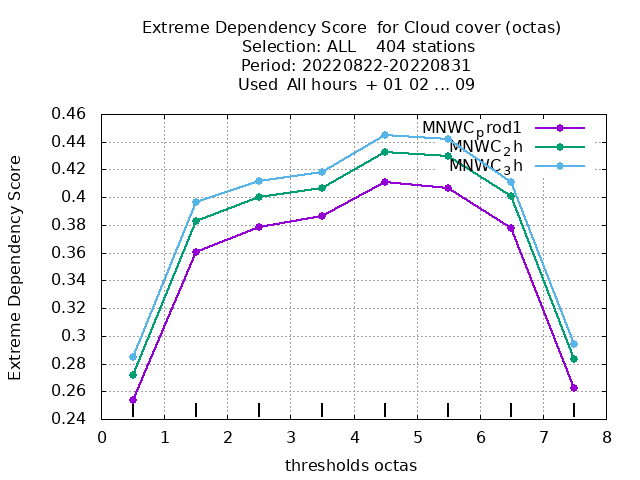 Extreme Dependency Score  for Cloud cover (octas)
Selection: ALL    404 stations
Period: 20220822-20220831
Used  All hours  + 01 02 ... 09
Extreme Dependency Score
0.46
0.44
0.42
0.4
0.38
0.36
0.34
0.32
0.3
0.28
0.26
0.24
MNWCprod1
MNWC2h
MNWC3h
0 1 2 3 4 5 6 7 8
thresholds octas